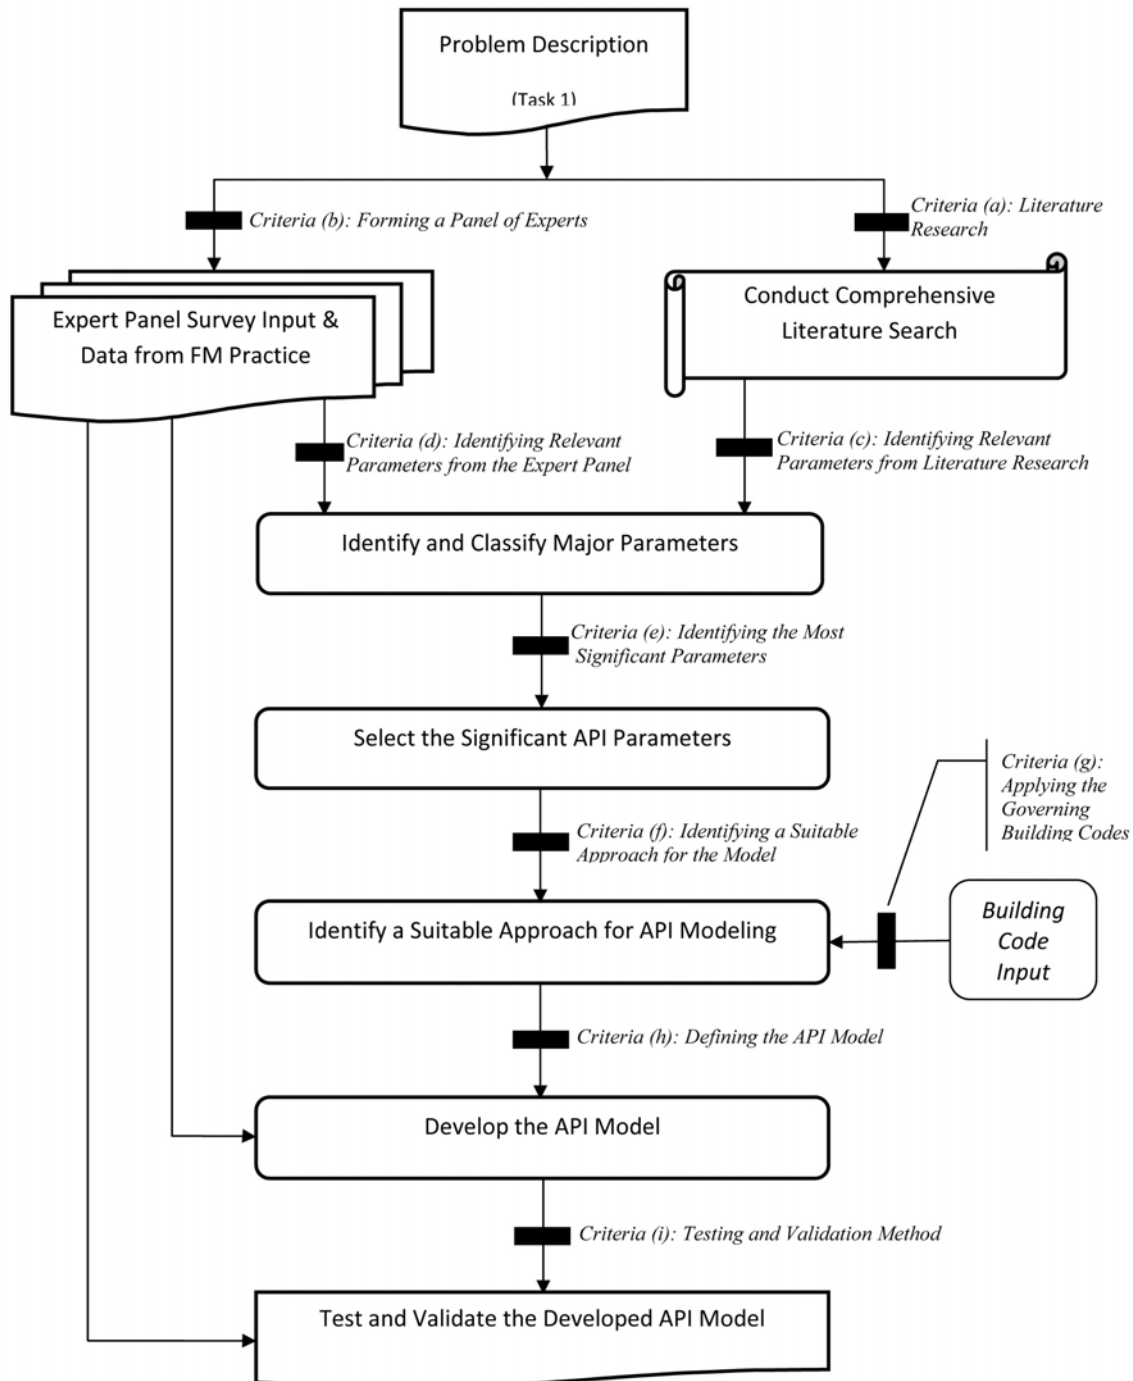 Problem Description
(Task 1)
Criteria (b): Forming a Panel of Experts
Criteria (a): Literature
Research
Expert Panel Survey Input &
Data from FM Practice
Conduct Comprehensive
Literature Search
Criteria (d): Identifying Relevant
Parameters from the Expert Panel
Criteria (c): Identifying Relevant
Parameters from Literature Research
Identify and Classify Major Parameters
Criteria (e): Identifying the Most
Significant Parameters
Select the Significant API Parameters
Criteria (g):
Applying the
Governing
Building Codes
Criteria (f): Identifying a Suitable
Approach for the Model
Identify a Suitable Approach for API Modeling
Building
Code
Input
Criteria (h): Defining the API Model
Develop the API Model
Criteria (i): Testing and Validation Method
Test and Validate the Developed API Model